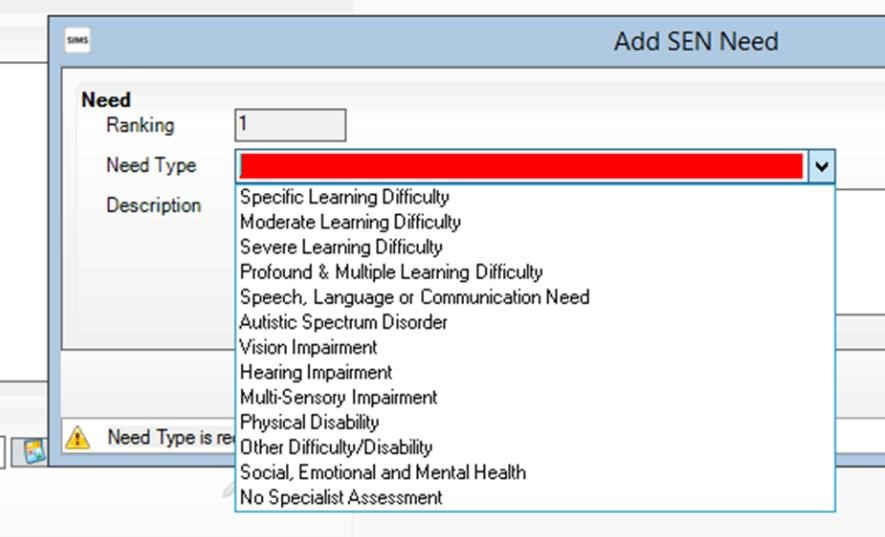 SIMS
Add SEN Need
Need
Ranking 1
Need Type
Description
Specific Learning Difficulty
Moderate Learning Difficulty
Severe Learning Difficulty
Profound & Multiple Learning Difficulty
Speech, Language or Communication Need
Autistic Spectrum Disorder
Vision Impairment
Hearing Impairment
Multi-Sensory Impairment
Physical Disability
Other Difficulty/Disability
Social, Emotional and Mental Health
No Specialist Assessment
Need Type is